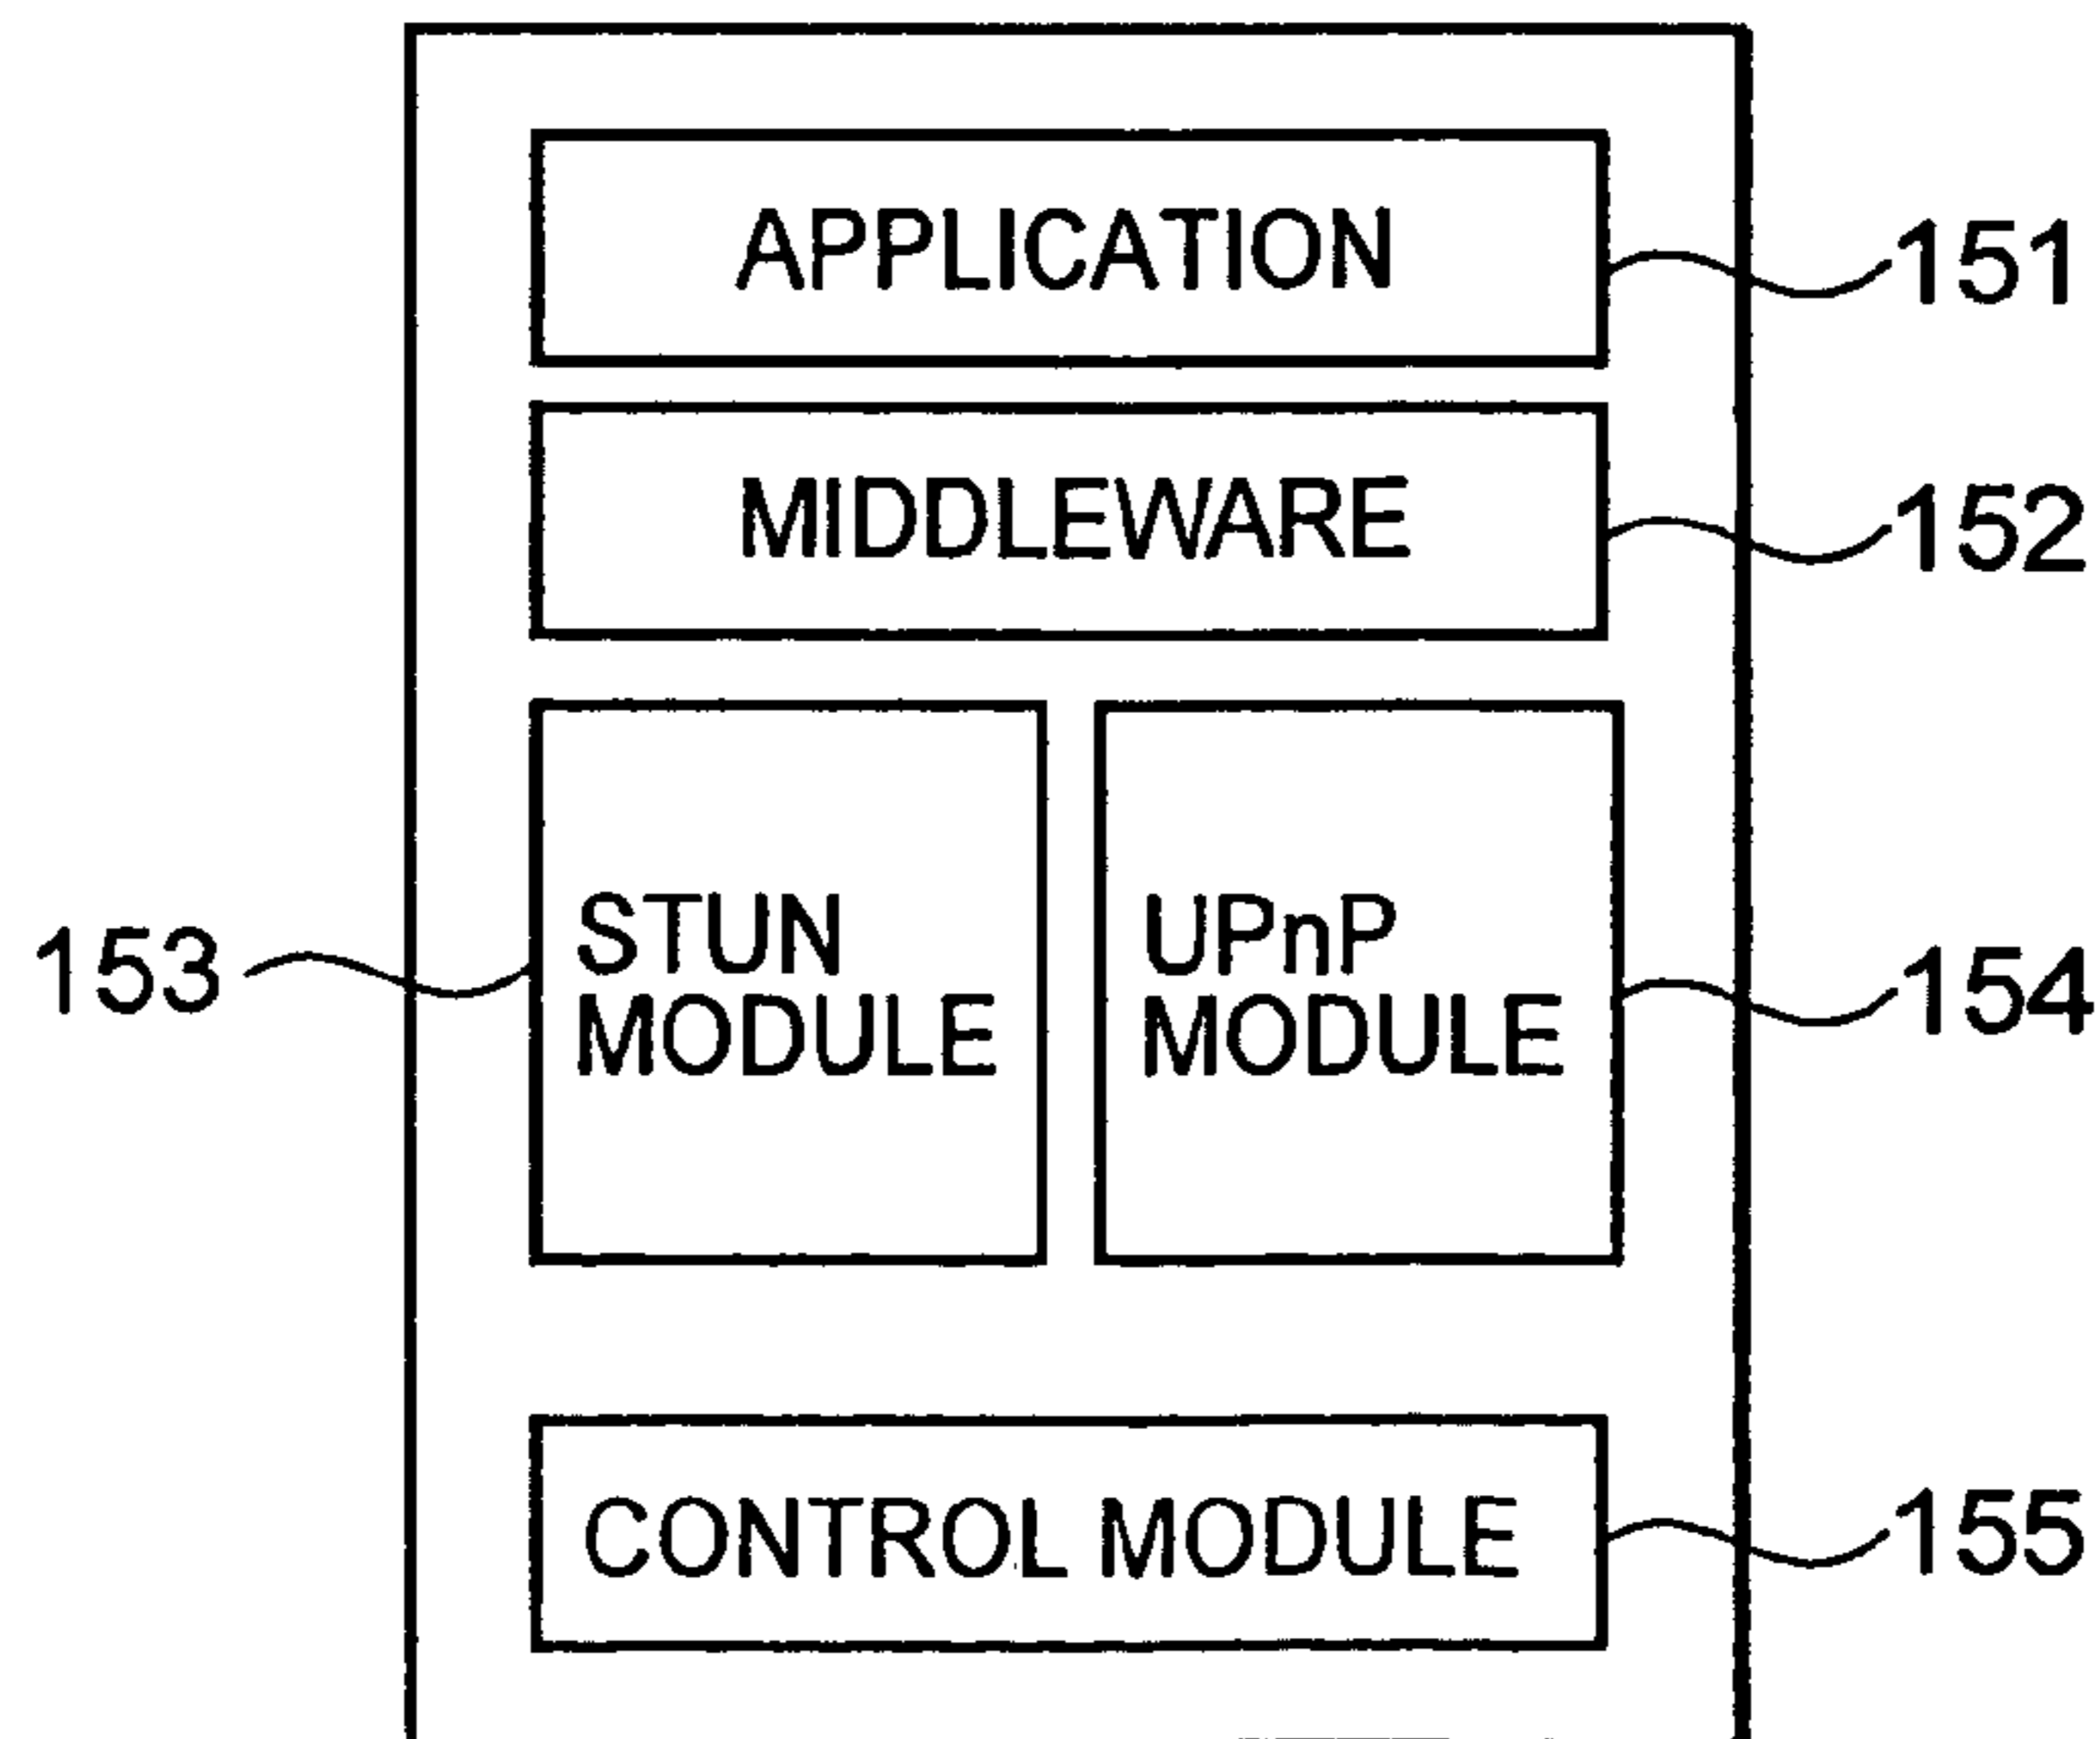 APPLICATION
151
MIDDLEWARE
152
153
STUN
MODULE
UPnP
MODULE
154
CONTROL MODULE
155